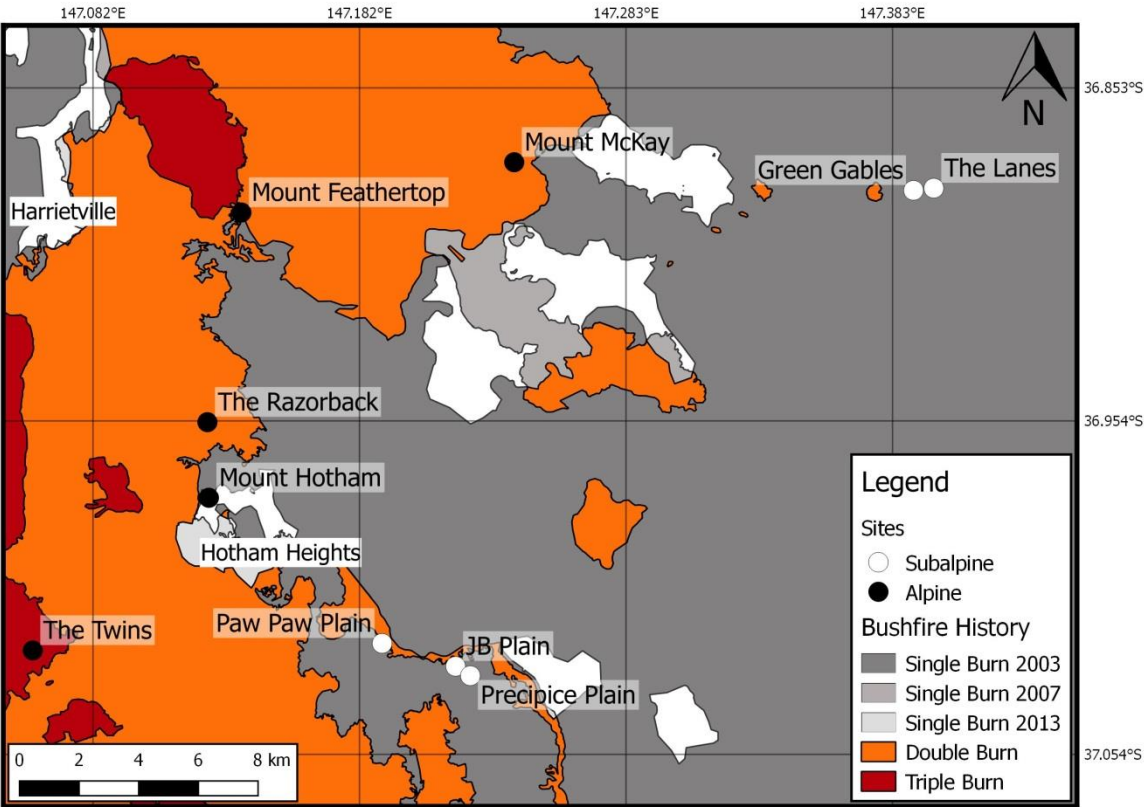 147.082°E
147.182°E
147.283°E
147.383°E
36.853°S
N
Mount McKay
Green Gables
The Lanes
Mount Feathertop
Harrietville
The Razorback
36.954°S
Mount Hotham
Hotham Heights
Paw Paw Plain
JB Plain
The Twins
Precipice Plain
Legend
Sites
Subalpine
Alpine
Bushfire History
Single Burn 2003
Single Burn 2007
Single Burn 2013
Double Burn
Triple Burn
37.054°S
0 2 4 6 8 km